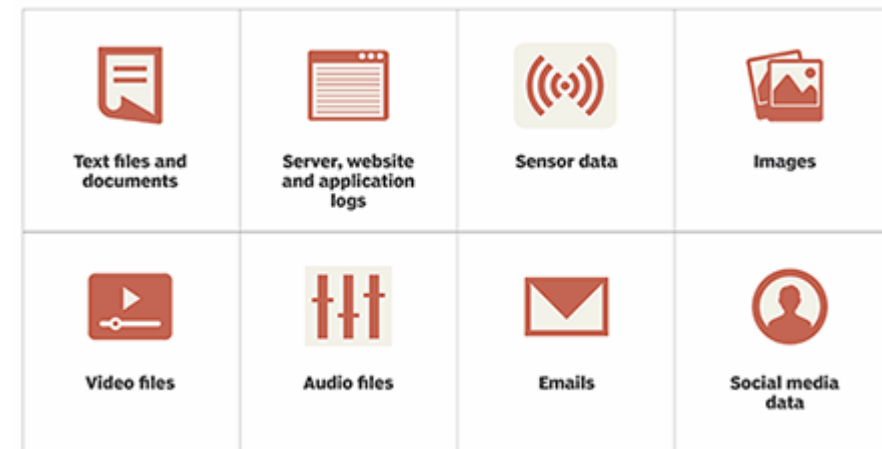 Text files and
documents
Server, website
and application
logs
Sensor data
Images
Video files
Audio files
Emails
Social media
data